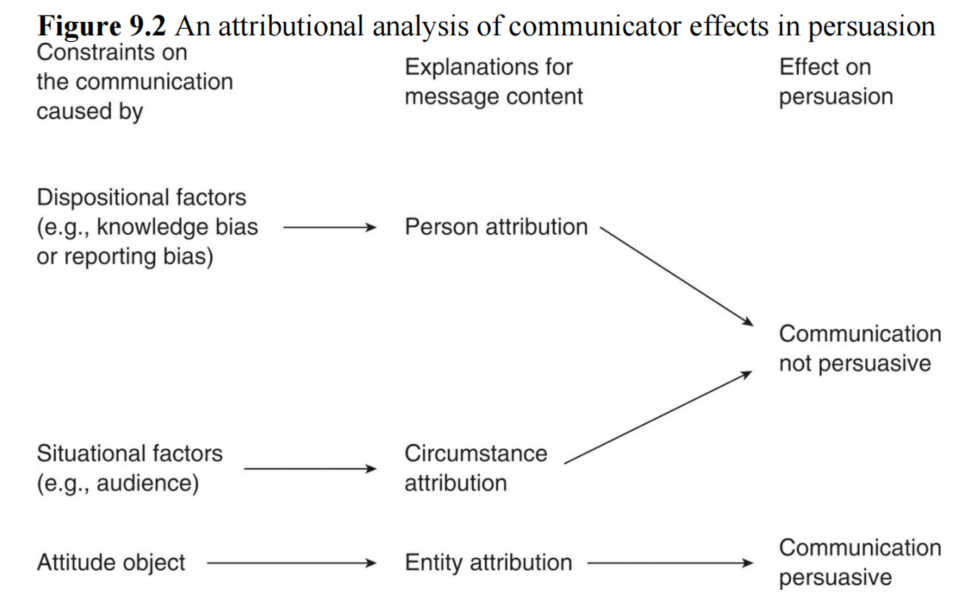 Figure 9.2 An attributional analysis of communicator effects in persuasion
Constraints on
the communication
caused by
Explanations for
message content
Effect on
persuasion
Dispositional factors
(e.g., knowledge bias
or reporting bias)
Person attribution
Communication
not persuasive
Situational factors
(e.g., audience)
Circumstance
attribution
Attitude object
Entity attribution
Communication
persuasive